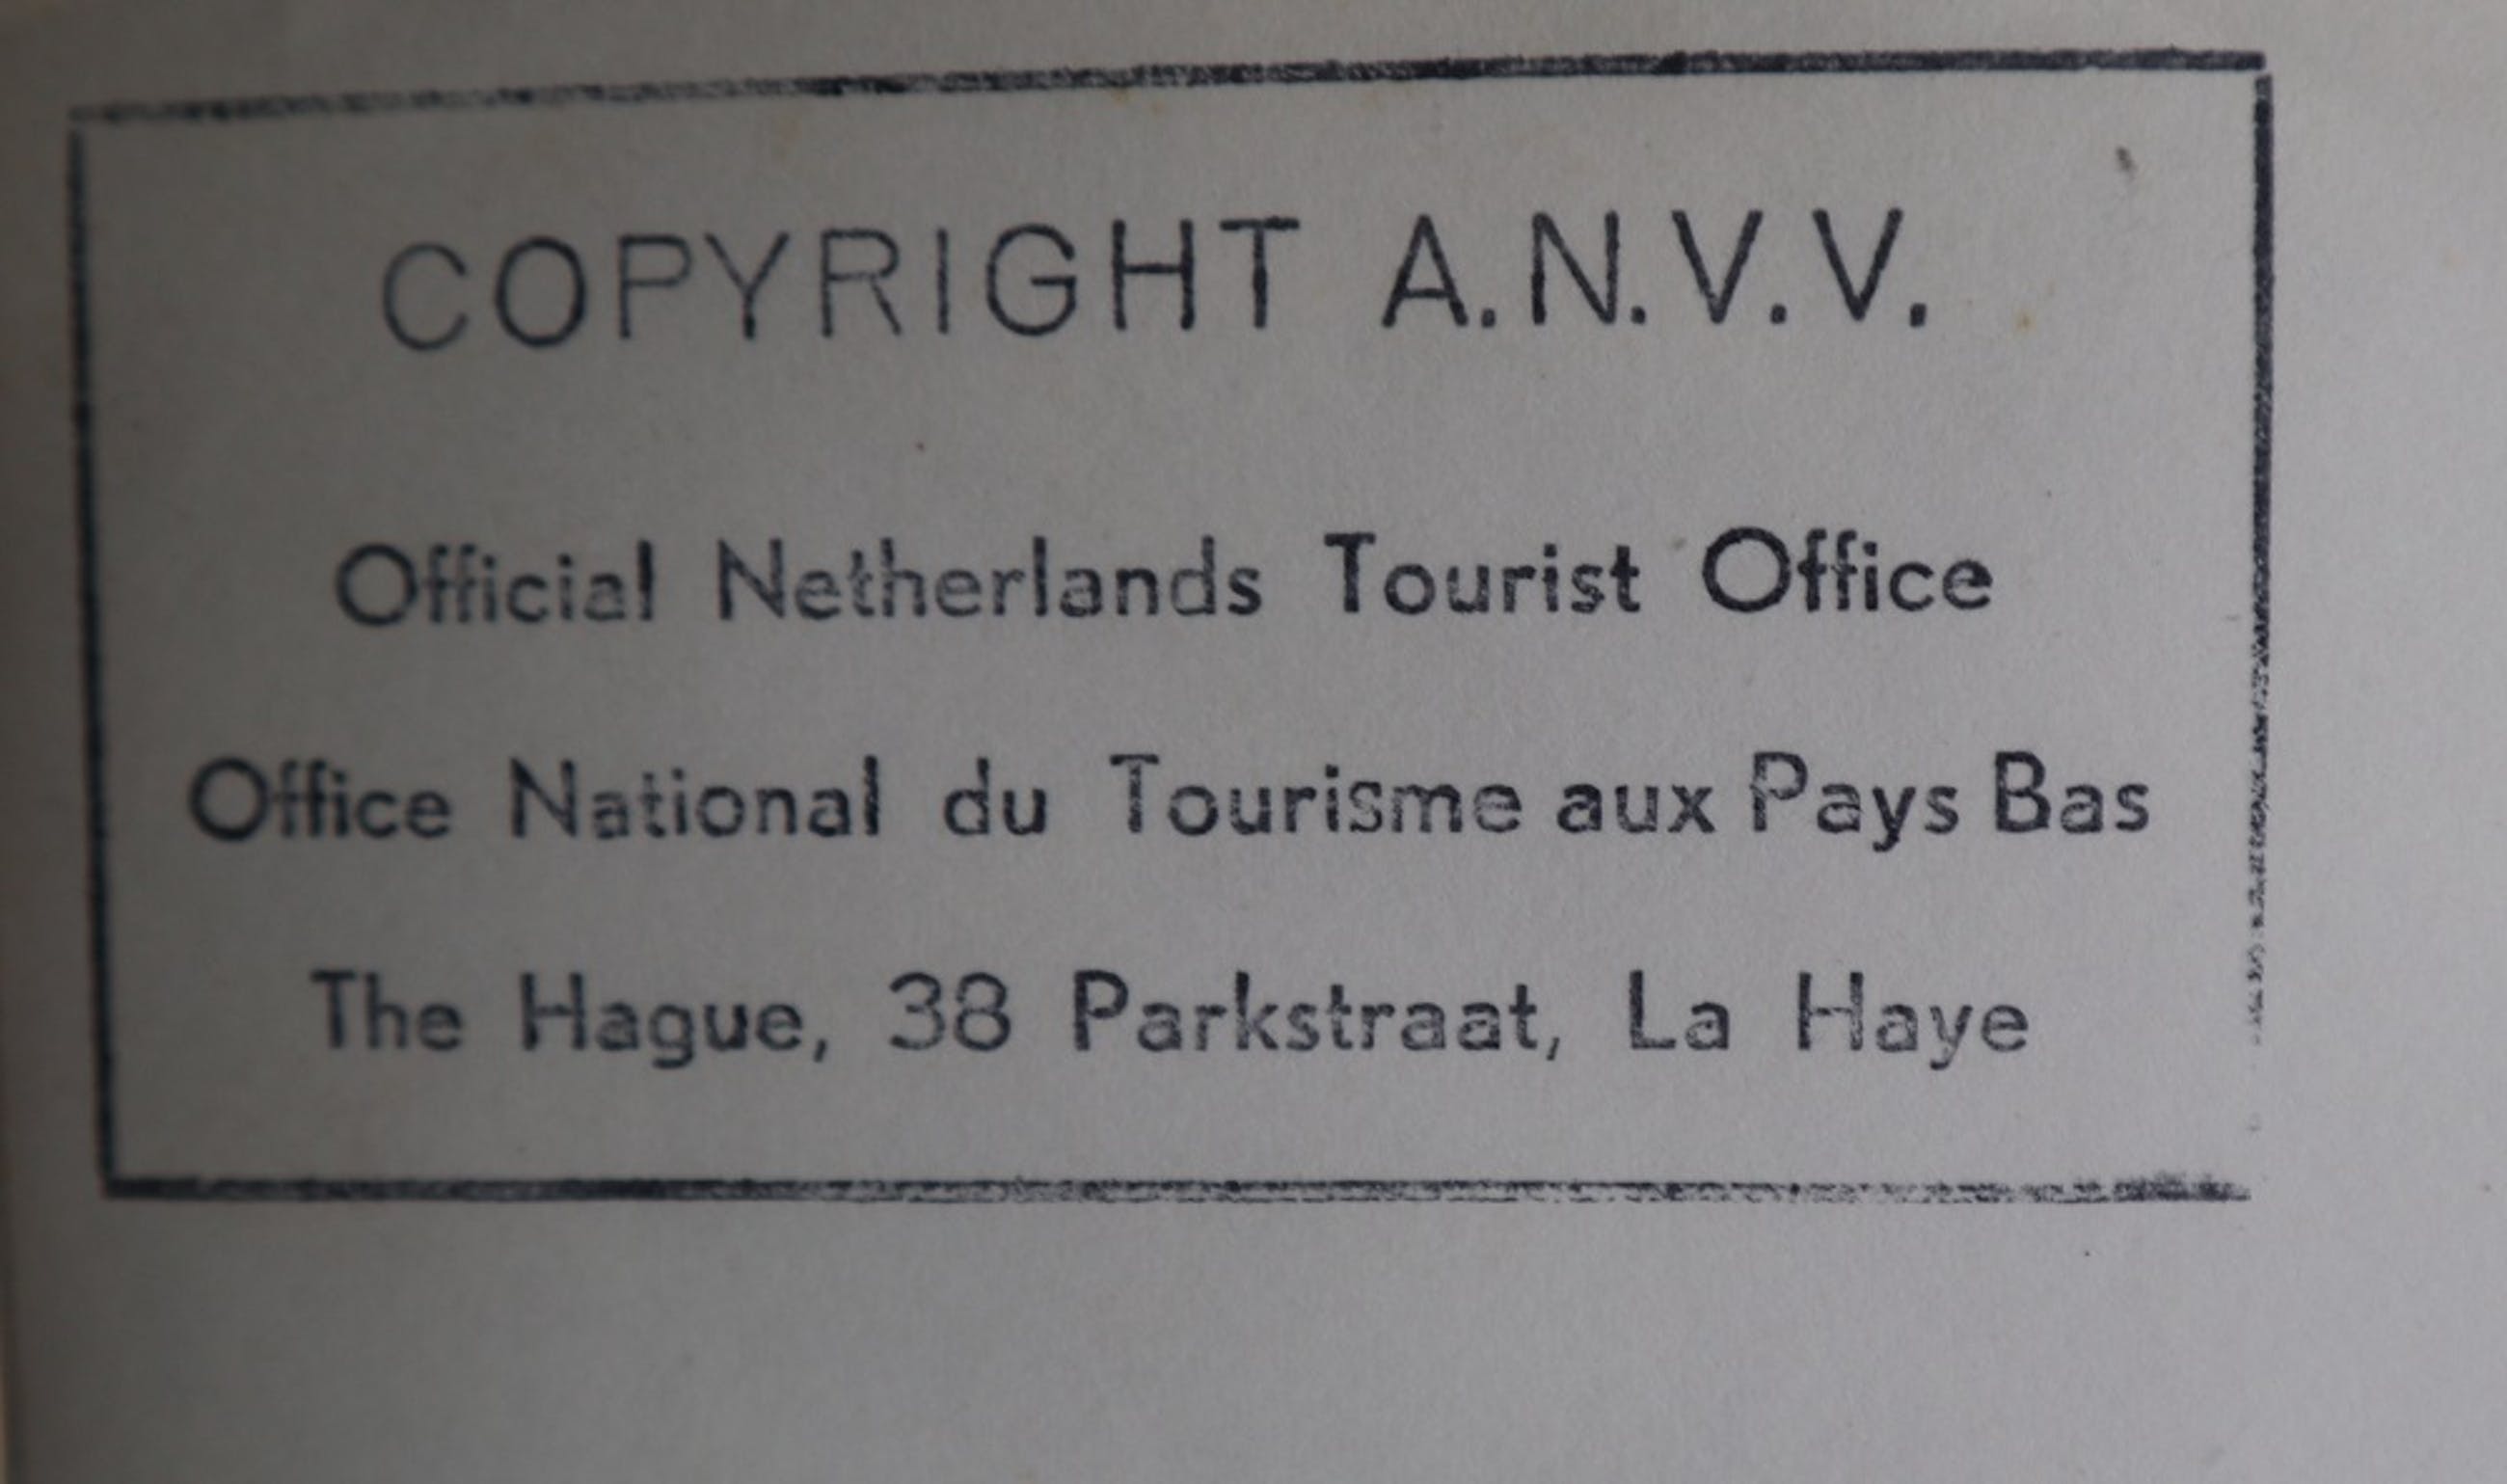 COPYRIGHT A.N.V.V.
Official Netherlands Tourist Office
Office National du Tourisme aux Pays Bas
The Hague, 38 Parkstraat, La Haye